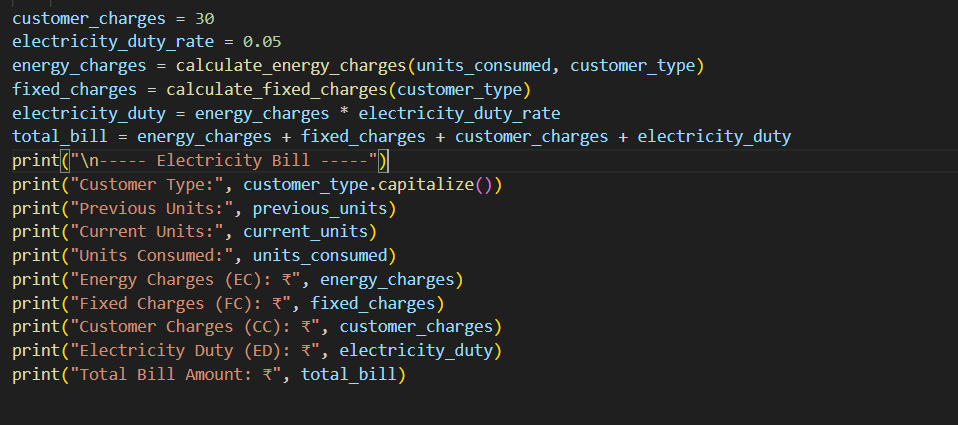 customer_charges = 30
electricity_duty_rate = 0.05
energy_charges = calculate_energy_charges(units_consumed, customer_type)
fixed_charges = calculate_fixed_charges(customer_type)
electricity_duty = energy_charges * electricity_duty_rate
total_bill = energy_charges + fixed_charges + customer_charges + electricity_duty
print("\n----- Electricity Bill -----")
print("Customer Type:", customer_type.capitalize())
print("Previous Units:", previous_units)
print("Current Units:", current_units)
print("Units Consumed:", units_consumed)
print("Energy Charges (EC): ₹", energy_charges)
print("Fixed Charges (FC): ₹", fixed_charges)
print("Customer Charges (CC): ₹", customer_charges)
print("Electricity Duty (ED): ₹", electricity_duty)
print("Total Bill Amount: ₹", total_bill)